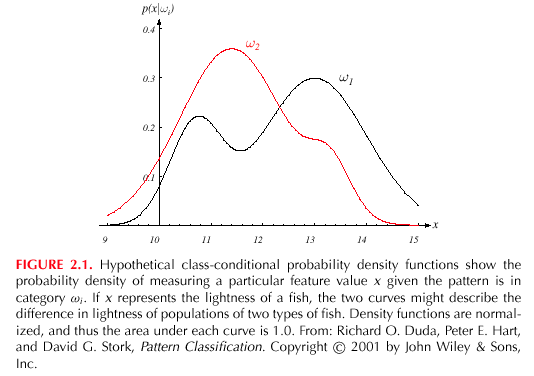 p(x|ωi)
0.4
ω2
0.3
ω1
0.2
0.1
x
9 10 11 12 13 14 15
FIGURE 2.1. Hypothetical class-conditional probability density functions show the
probability density of measuring a particular feature value x given the pattern is in
category ωi. If x represents the lightness of a fish, the two curves might describe the
difference in lightness of populations of two types of fish. Density functions are normal-
ized, and thus the area under each curve is 1.0. From: Richard O. Duda, Peter E. Hart,
and David G. Stork, Pattern Classification. Copyright © 2001 by John Wiley & Sons,
Inc.